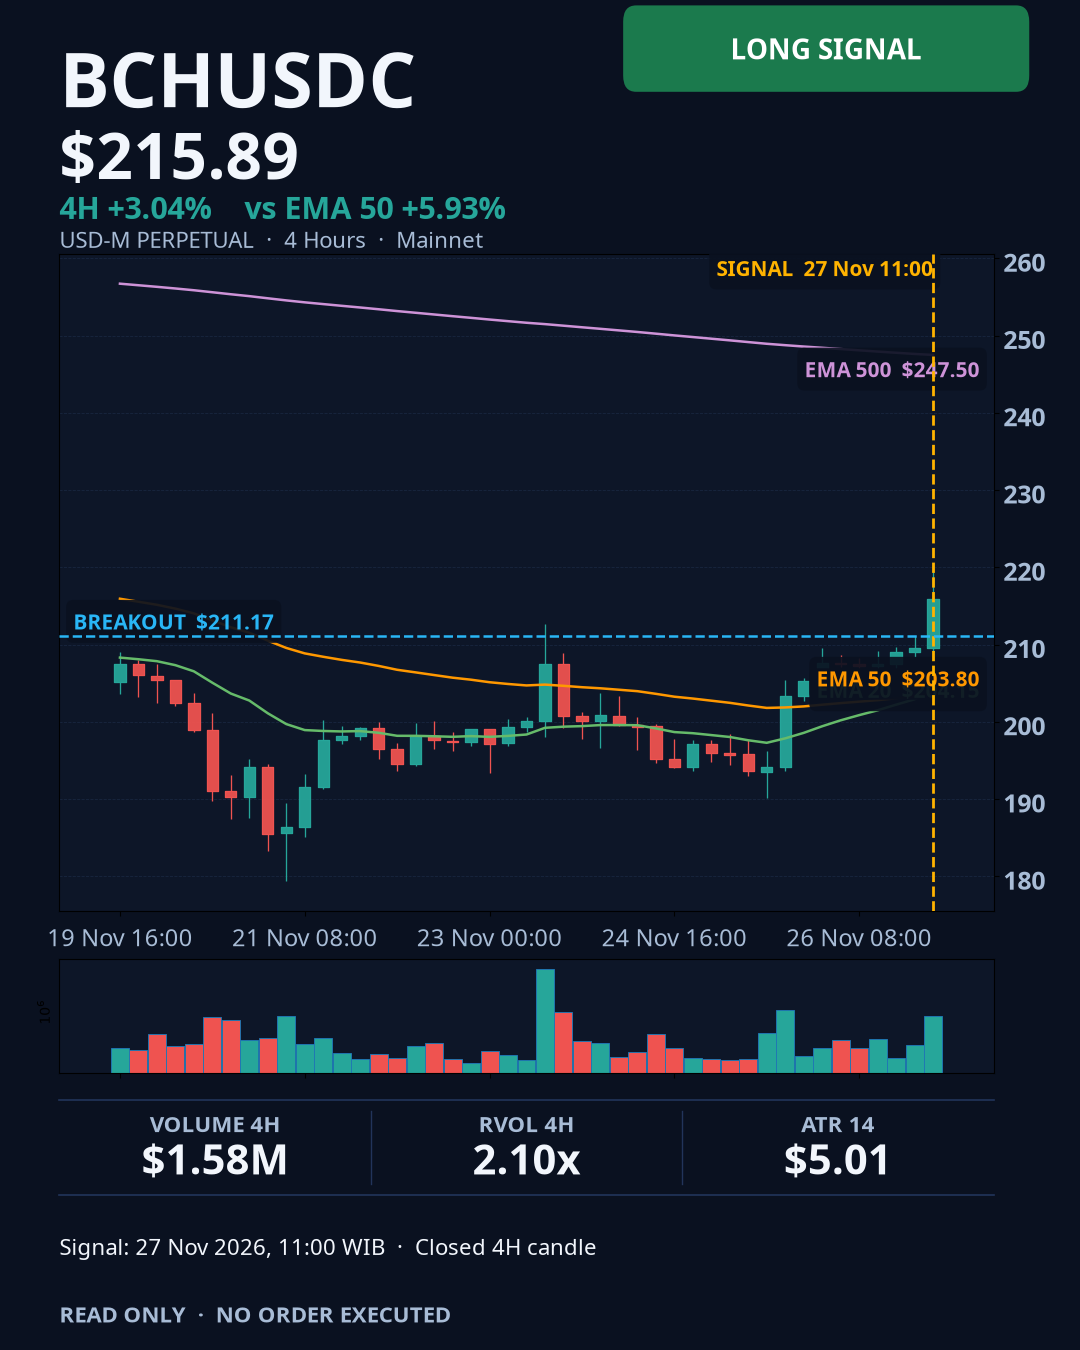 LONG SIGNAL
BCHUSDC
$215.89
4H +3.04% vs EMA 50 +5.93%
USD-M PERPETUAL · 4 Hours · Mainnet
SIGNAL 27 Nov 11:00
260
250
EMA 500 $247.50
240
230
220
BREAKOUT $211.17
210
EMA 50 $203.80
200
190
180
19 Nov 16:00 21 Nov 08:00 23 Nov 00:00 24 Nov 16:00 26 Nov 08:00
10⁶
VOLUME 4H RVOL 4H ATR 14
$1.58M 2.10x $5.01
Signal: 27 Nov 2026, 11:00 WIB · Closed 4H candle
READ ONLY · NO ORDER EXECUTED